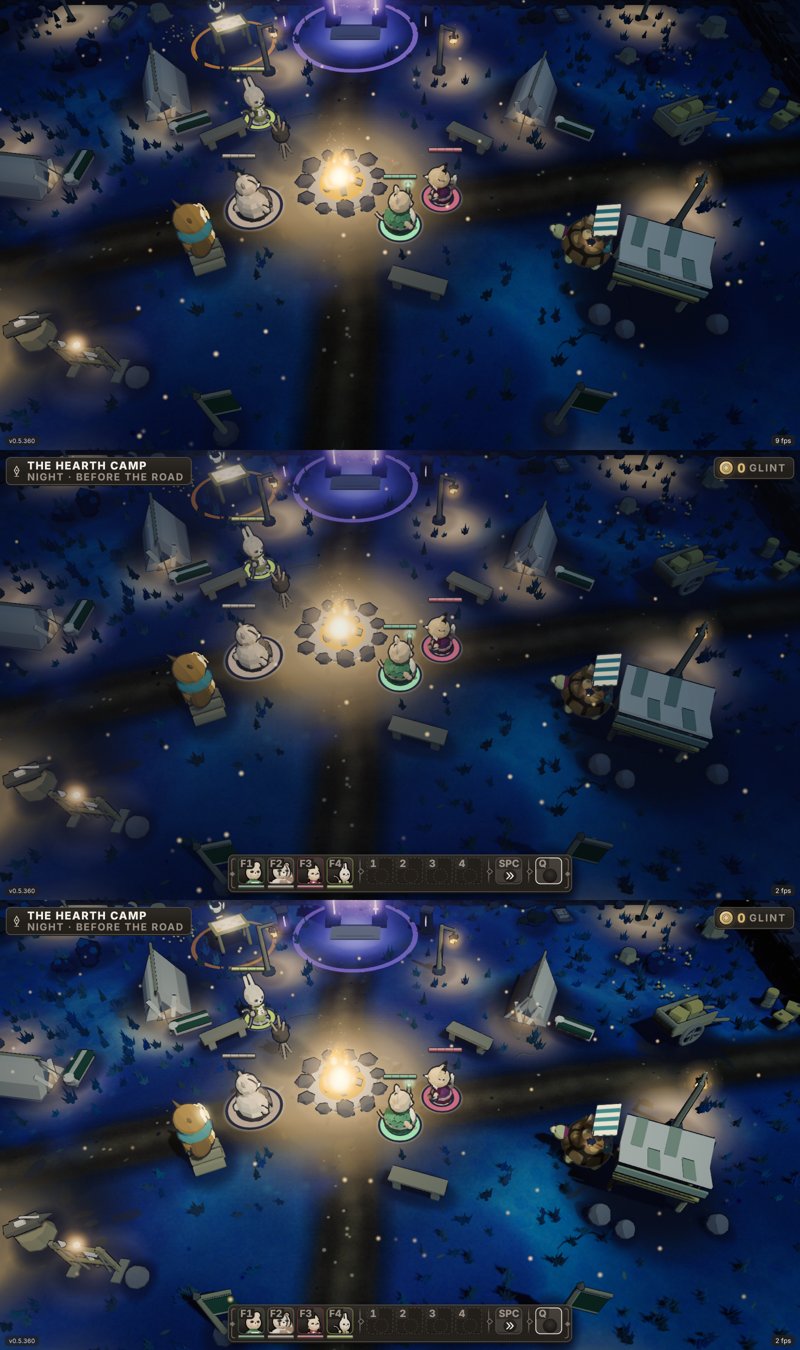 v0.5.360
9 fps
THE HEARTH CAMP
NIGHT · BEFORE THE ROAD
0 GLINT
F1 F2 F3 F4 1 2 3 4 SPC Q
v0.5.360
2 fps
THE HEARTH CAMP
NIGHT · BEFORE THE ROAD
0 GLINT
F1 F2 F3 F4 1 2 3 4 SPC Q
v0.5.360
2 fps